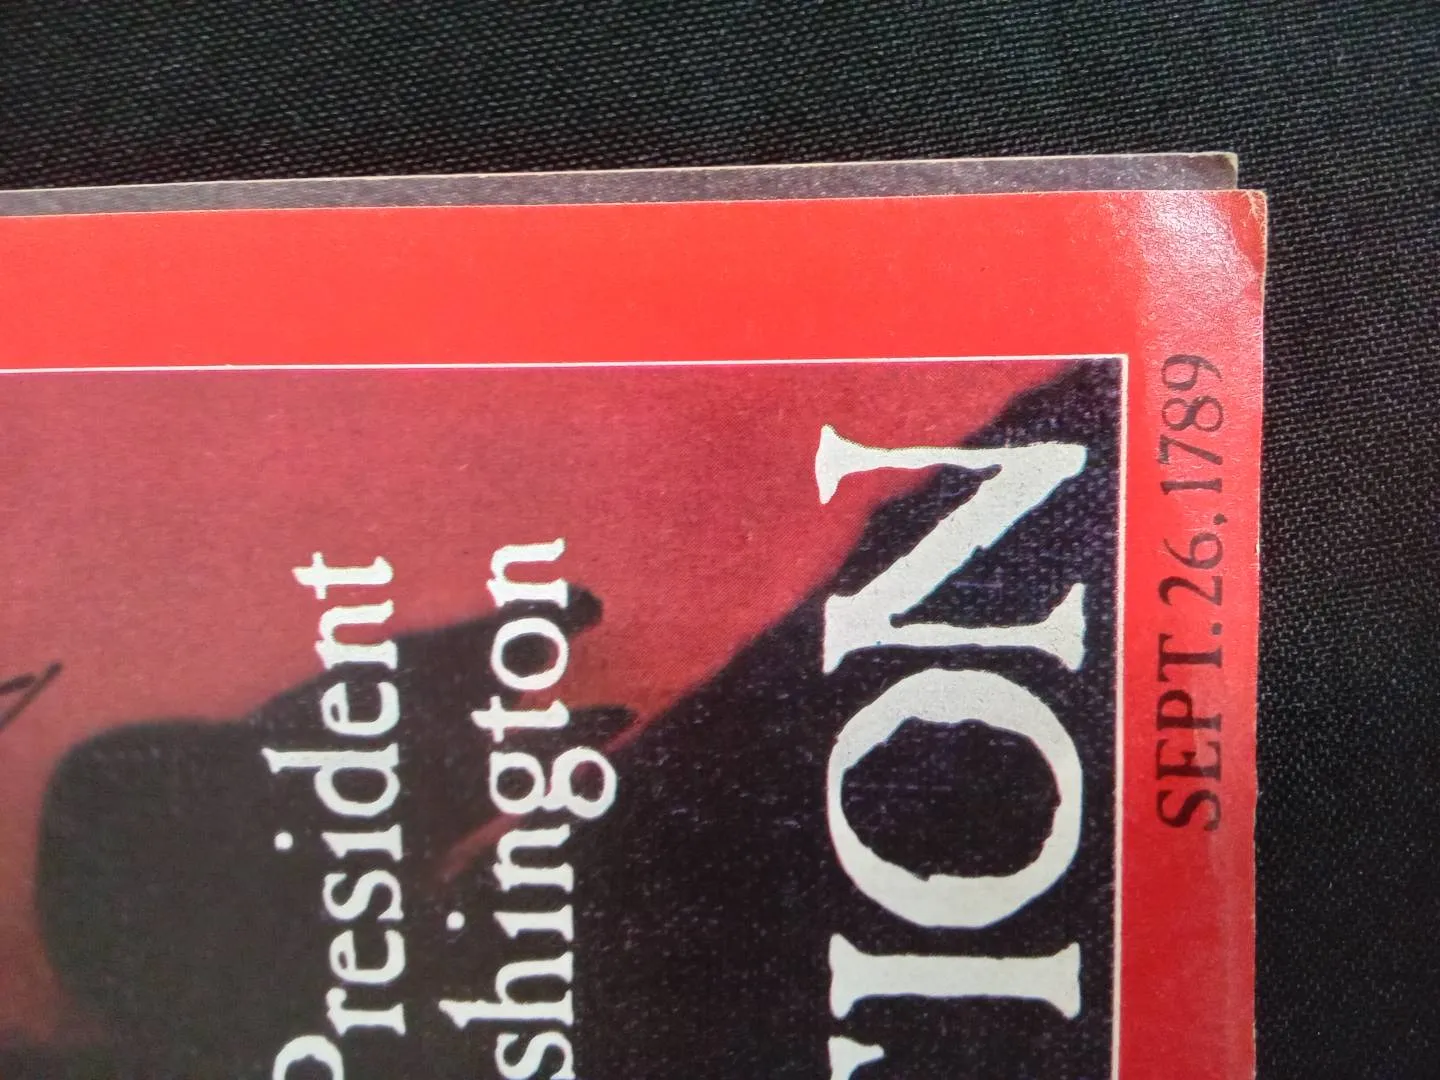 President
shington
TION
SEPT. 26, 1789